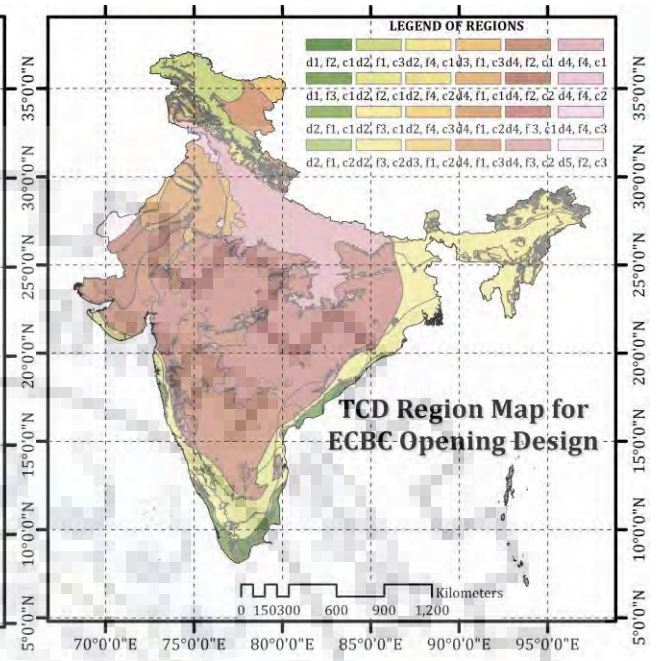 LEGEND OF REGIONS
d1, f2, c1 d2, f1, c3 d2, f4, c1 d3, f1, c3 d4, f2, c1 d4, f4, c1
d1, f3, c1 d2, f2, c1 d2, f4, c2 d4, f1, c1 d4, f2, c2 d4, f4, c2
d2, f1, c1 d2, f3, c1 d2, f4, c3 d4, f1, c2 d4, f3, c1 d4, f4, c3
d2, f1, c2 d2, f3, c2 d3, f1, c2 d4, f1, c3 d4, f3, c2 d5, f2, c3
35°0'0"N 35°0'0"N
30°0'0"N 30°0'0"N
25°0'0"N 25°0'0"N
20°0'0"N 20°0'0"N
TCD Region Map for
ECBC Opening Design
15°0'0"N 15°0'0"N
10°0'0"N 10°0'0"N
Kilometers
0 150 300 600 900 1,200
5°0'0"N 5°0'0"N
70°0'0"E 75°0'0"E 80°0'0"E 85°0'0"E 90°0'0"E 95°0'0"E